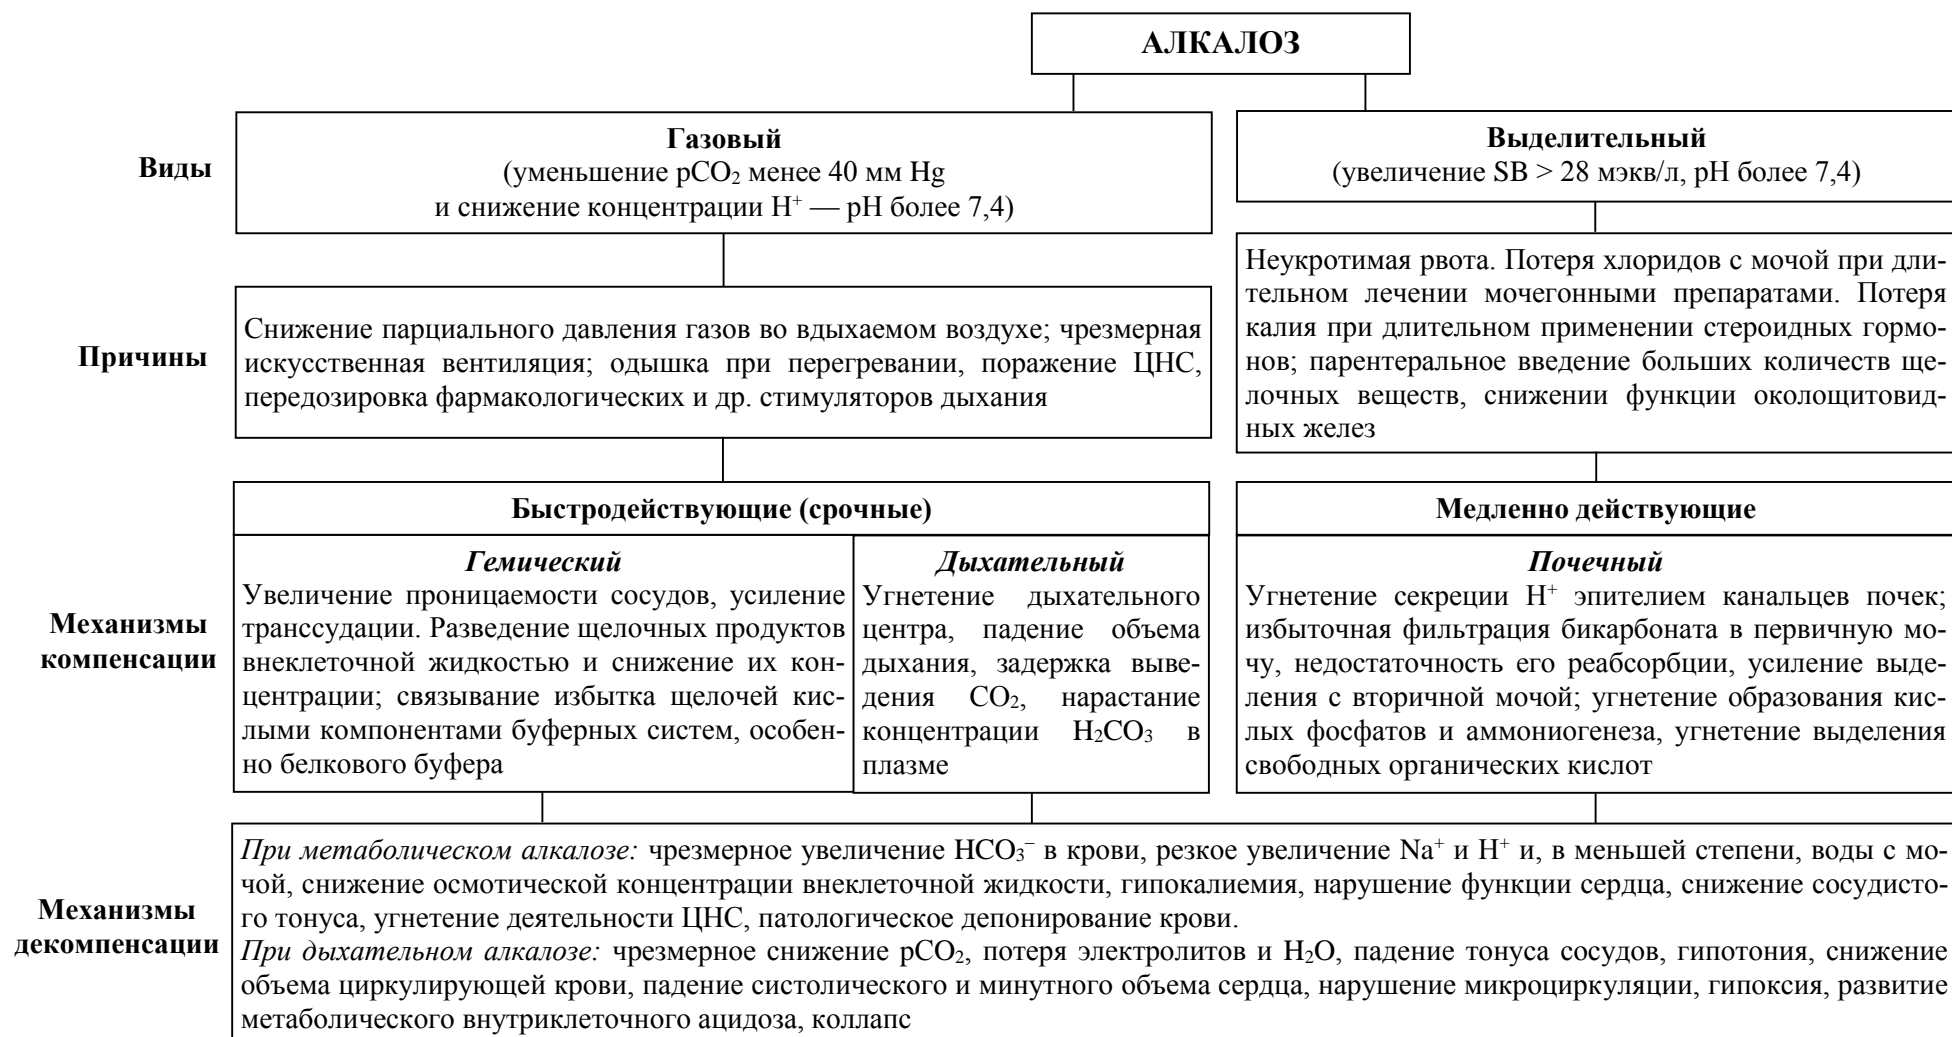 АЛКАЛОЗ
Виды
Газовый
(уменьшение pCO₂ менее 40 мм Hg
и снижение концентрации H⁺ — pH более 7,4)
Выделительный
(увеличение SB > 28 мэкв/л, pH более 7,4)
Причины
Снижение парциального давления газов во вдыхаемом воздухе; чрезмерная
искусственная вентиляция; одышка при перегревании, поражение ЦНС,
передозировка фармакологических и др. стимуляторов дыхания
Неукротимая рвота. Потеря хлоридов с мочой при дли-
тельном лечении мочегонными препаратами. Потеря
калия при длительном применении стероидных гормо-
нов; парентеральное введение больших количеств ще-
лочных веществ, снижении функции околощитовид-
ных желез
Механизмы
компенсации
Быстродействующие (срочные)
Гемический
Увеличение проницаемости сосудов, усиление
транссудации. Разведение щелочных продуктов
внеклеточной жидкостью и снижение их кон-
центрации; связывание избытка щелочей кис-
лыми компонентами буферных систем, особен-
но белкового буфера
Дыхательный
Угнетение дыхательного
центра, падение объема
дыхания, задержка выве-
дения CO₂, нарастание
концентрации H₂CO₃ в
плазме
Медленно действующие
Почечный
Угнетение секреции H⁺ эпителием канальцев почек;
избыточная фильтрация бикарбоната в первичную мо-
чу, недостаточность его реабсорбции, усиление выде-
ления с вторичной мочой; угнетение образования кис-
лых фосфатов и аммониогенеза, угнетение выделения
свободных органических кислот
Механизмы
декомпенсации
При метаболическом алкалозе: чрезмерное увеличение HCO₃⁻ в крови, резкое увеличение Na⁺ и H⁺ и, в меньшей степени, воды с мо-
чой, снижение осмотической концентрации внеклеточной жидкости, гипокалиемия, нарушение функции сердца, снижение сосудисто-
го тонуса, угнетение деятельности ЦНС, патологическое депонирование крови.
При дыхательном алкалозе: чрезмерное снижение pCO₂, потеря электролитов и H₂O, падение тонуса сосудов, гипотония, снижение
объема циркулирующей крови, падение систолического и минутного объема сердца, нарушение микроциркуляции, гипоксия, развитие
метаболического внутриклеточного ацидоза, коллапс